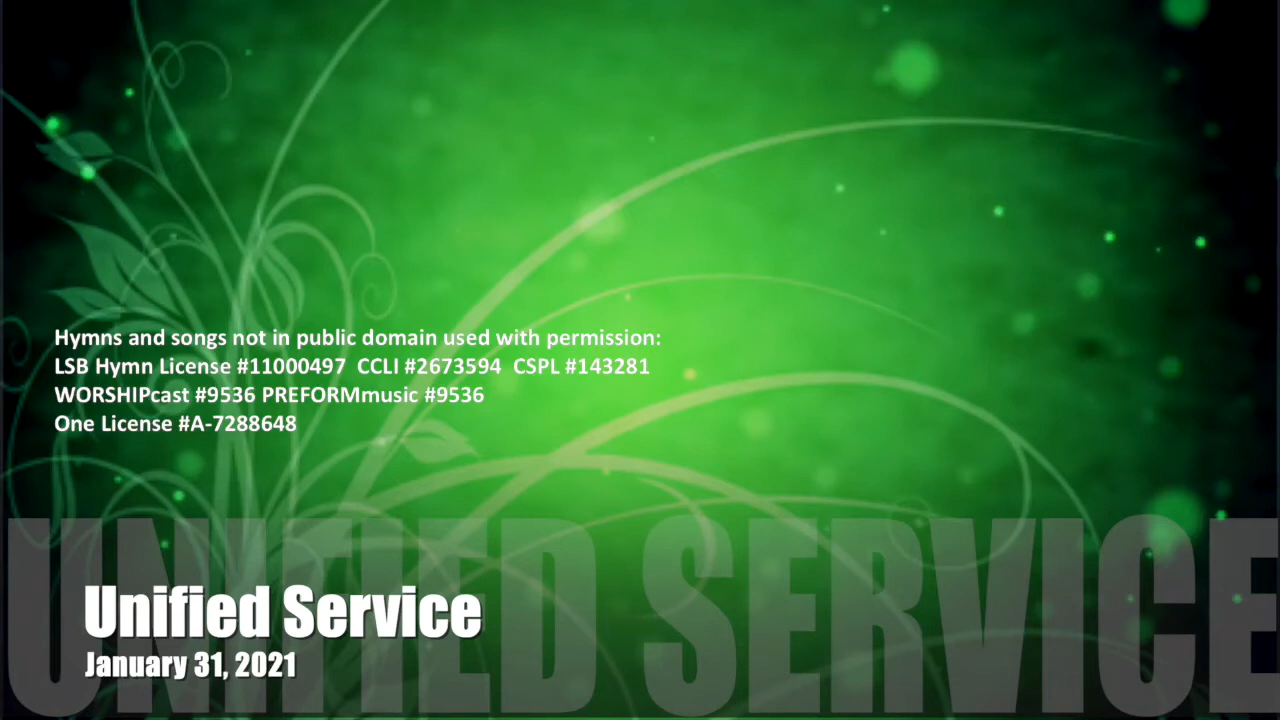 Hymns and songs not in public domain used with permission:
LSB Hymn License #11000497  CCLI #2673594  CSPL #143281
WORSHIPcast #9536 PREFORMmusic #9536
One License #A-7288648
UNIFIED SERVICE
Unified Service
January 31, 2021